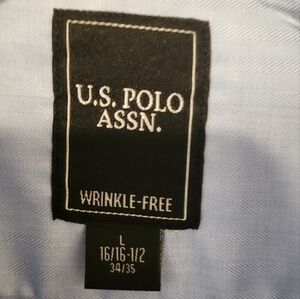 U.S. POLO
ASSN.
WRINKLE-FREE
L
16/16-1/2
34/35